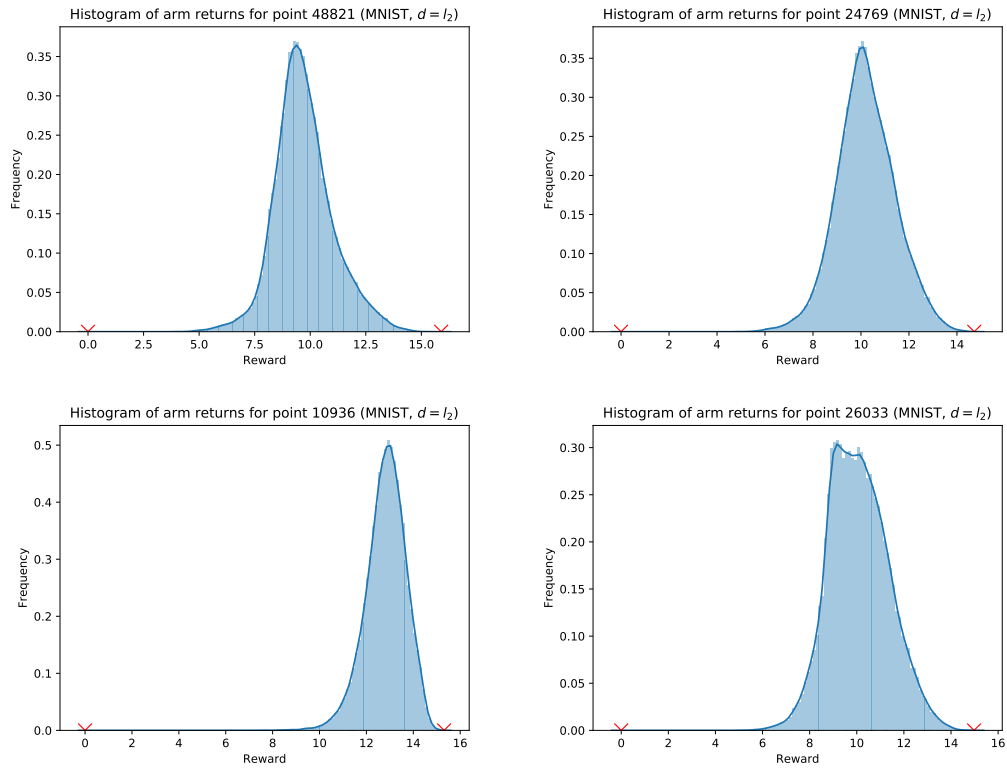 Histogram of arm returns for point 48821 (MNIST, d = l₂)
Frequency
0.35
0.30
0.25
0.20
0.15
0.10
0.05
0.00
0.0 2.5 5.0 7.5 10.0 12.5 15.0
Reward
Histogram of arm returns for point 24769 (MNIST, d = l₂)
Frequency
0.35
0.30
0.25
0.20
0.15
0.10
0.05
0.00
0 2 4 6 8 10 12 14
Reward
Histogram of arm returns for point 10936 (MNIST, d = l₂)
Frequency
0.5
0.4
0.3
0.2
0.1
0.0
0 2 4 6 8 10 12 14 16
Reward
Histogram of arm returns for point 26033 (MNIST, d = l₂)
Frequency
0.30
0.25
0.20
0.15
0.10
0.05
0.00
0 2 4 6 8 10 12 14 16
Reward